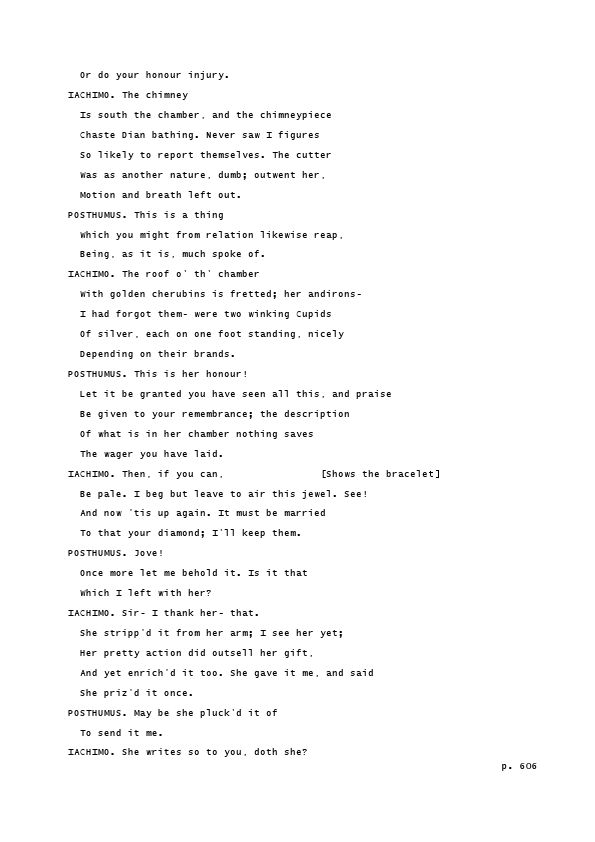 Or do your honour injury.
IACHIMO. The chimney
Is south the chamber, and the chimneypiece
Chaste Dian bathing. Never saw I figures
So likely to report themselves. The cutter
Was as another nature, dumb; outwent her,
Motion and breath left out.
POSTHUMUS. This is a thing
Which you might from relation likewise reap,
Being, as it is, much spoke of.
IACHIMO. The roof o' th' chamber
With golden cherubins is fretted; her andirons-
I had forgot them- were two winking Cupids
Of silver, each on one foot standing, nicely
Depending on their brands.
POSTHUMUS. This is her honour!
Let it be granted you have seen all this, and praise
Be given to your remembrance; the description
Of what is in her chamber nothing saves
The wager you have laid.
IACHIMO. Then, if you can, [Shows the bracelet]
Be pale. I beg but leave to air this jewel. See!
And now 'tis up again. It must be married
To that your diamond; I'll keep them.
POSTHUMUS. Jove!
Once more let me behold it. Is it that
Which I left with her?
IACHIMO. Sir- I thank her- that.
She stripp'd it from her arm; I see her yet;
Her pretty action did outsell her gift,
And yet enrich'd it too. She gave it me, and said
She priz'd it once.
POSTHUMUS. May be she pluck'd it of
To send it me.
IACHIMO. She writes so to you, doth she?
p. 606